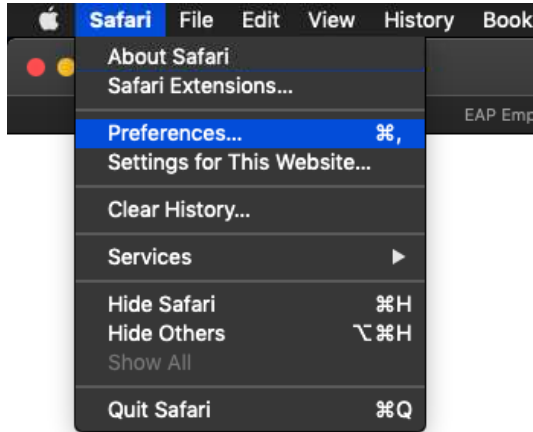 Safari File Edit View History Book
About Safari
Safari Extensions...
EAP Emp
Preferences... ⌘,
Settings for This Website...
Clear History...
Services ▶
Hide Safari ⌘H
Hide Others ⌥⌘H
Show All
Quit Safari ⌘Q